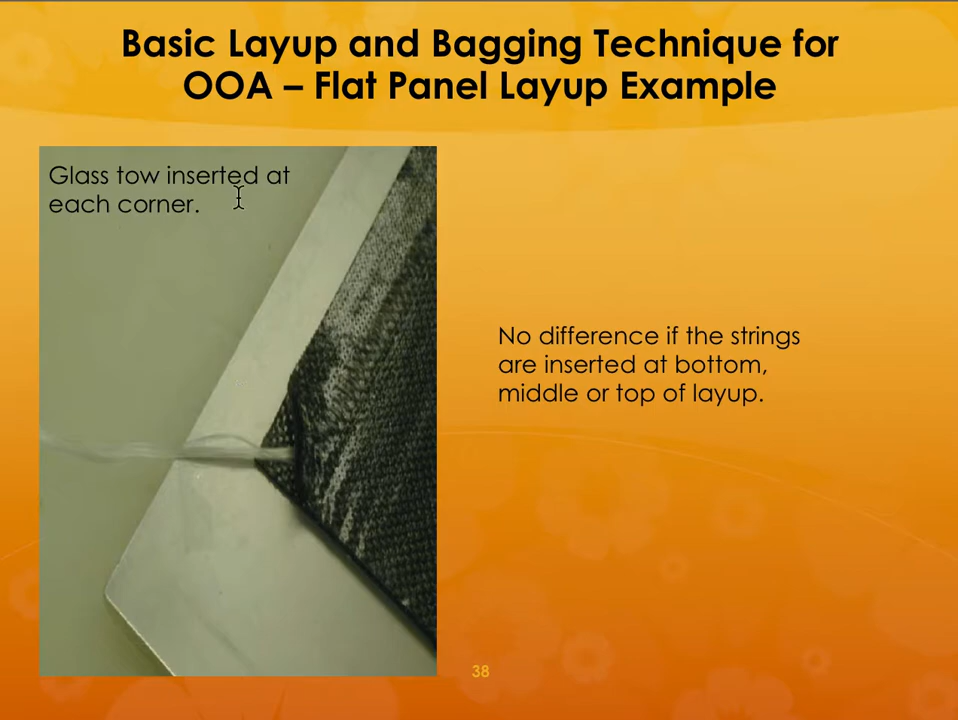 Basic Layup and Bagging Technique for
OOA – Flat Panel Layup Example
Glass tow inserted at
each corner.
No difference if the strings
are inserted at bottom,
middle or top of layup.
38